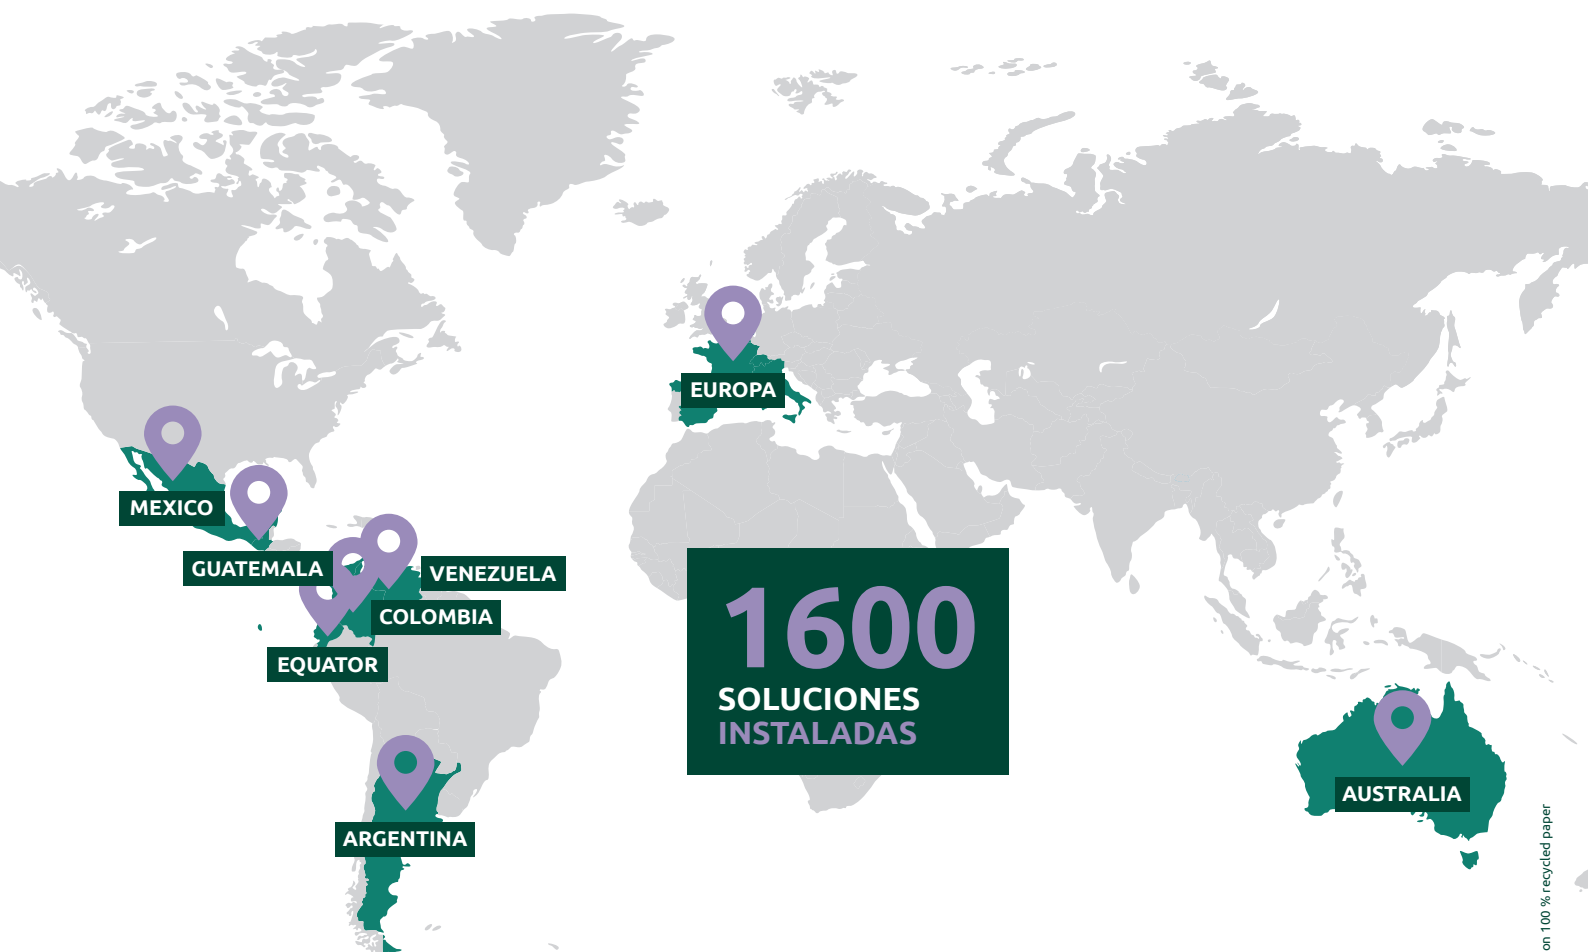 EUROPA
MEXICO
GUATEMALA
VENEZUELA
COLOMBIA
EQUATOR
1600
SOLUCIONES
INSTALADAS
AUSTRALIA
ARGENTINA
on 100 % recycled paper